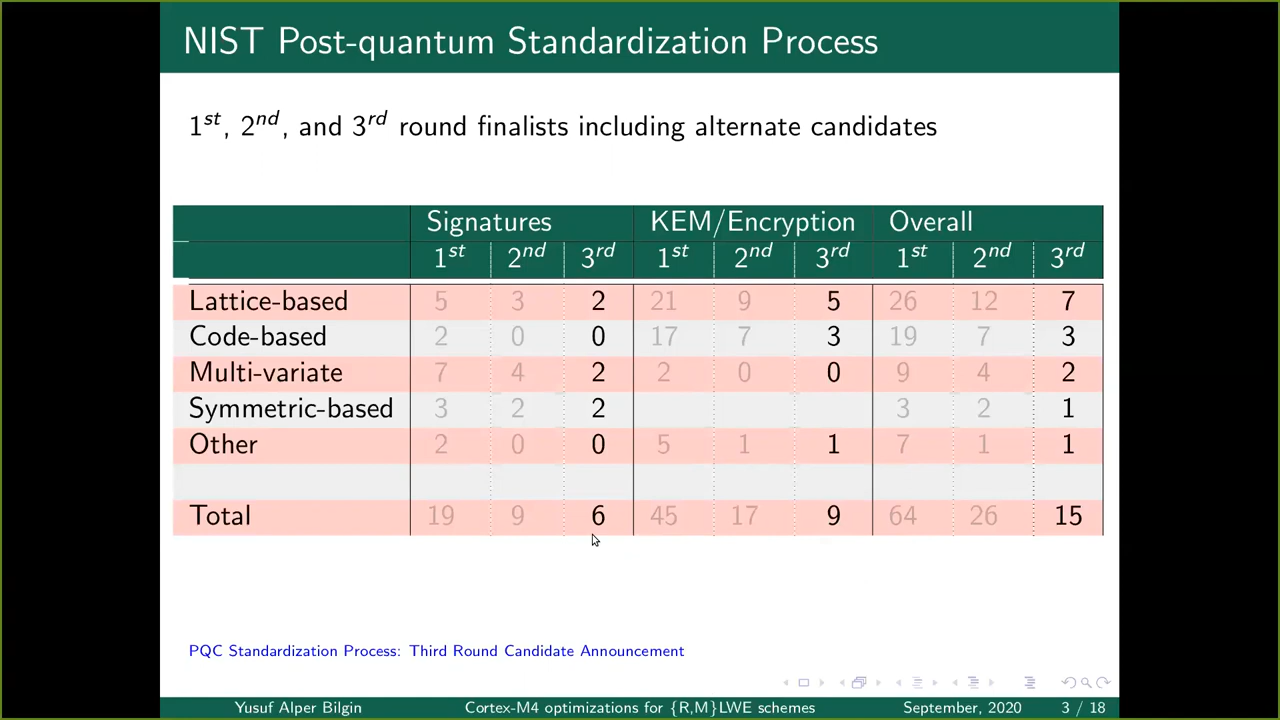 NIST Post-quantum Standardization Process
1st, 2nd, and 3rd round finalists including alternate candidates
Signatures KEM/Encryption Overall
1st 2nd 3rd 1st 2nd 3rd 1st 2nd 3rd
Lattice-based 5 3 2 21 9 5 26 12 7
Code-based 2 0 0 17 7 3 19 7 3
Multi-variate 7 4 2 2 0 0 9 4 2
Symmetric-based 3 2 2 3 2 1
Other 2 0 0 5 1 1 7 1 1
Total 19 9 6 45 17 9 64 26 15
PQC Standardization Process: Third Round Candidate Announcement
Yusuf Alper Bilgin Cortex-M4 optimizations for {R,M}LWE schemes September, 2020 3 / 18